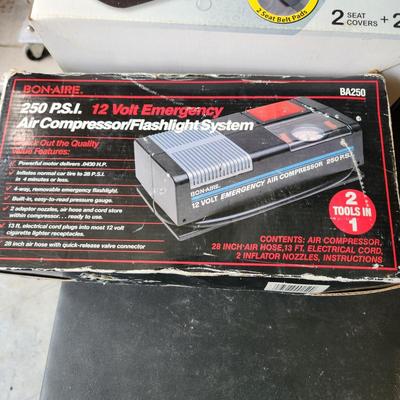 2 Seat Belt Pads
2 SEAT
COVERS + 2
BON-AIRE.
BA250
250 P.S.I. 12 Volt Emergency
Air Compressor/Flashlight System
Check Out the Quality
Value Features:
• Powerful motor delivers .0430 H.P.
• Inflates normal car tire to 28 P.S.I.
in 4 minutes or less.
• 4-way, removable emergency flashlight.
• Built-in, easy-to-read pressure gauge.
• 2 adaptor nozzles, air hose and cord store
within compressor. . . ready to use.
• 13 ft. electrical cord plugs into most 12 volt
cigarette lighter receptacles.
• 28 inch air hose with quick-release valve connector
BON-AIRE
12 VOLT EMERGENCY AIR COMPRESSOR 250 P.S.I.
2
TOOLS IN
1
CONTENTS: AIR COMPRESSOR,
28 INCH AIR HOSE, 13 FT. ELECTRICAL CORD,
2 INFLATOR NOZZLES, INSTRUCTIONS